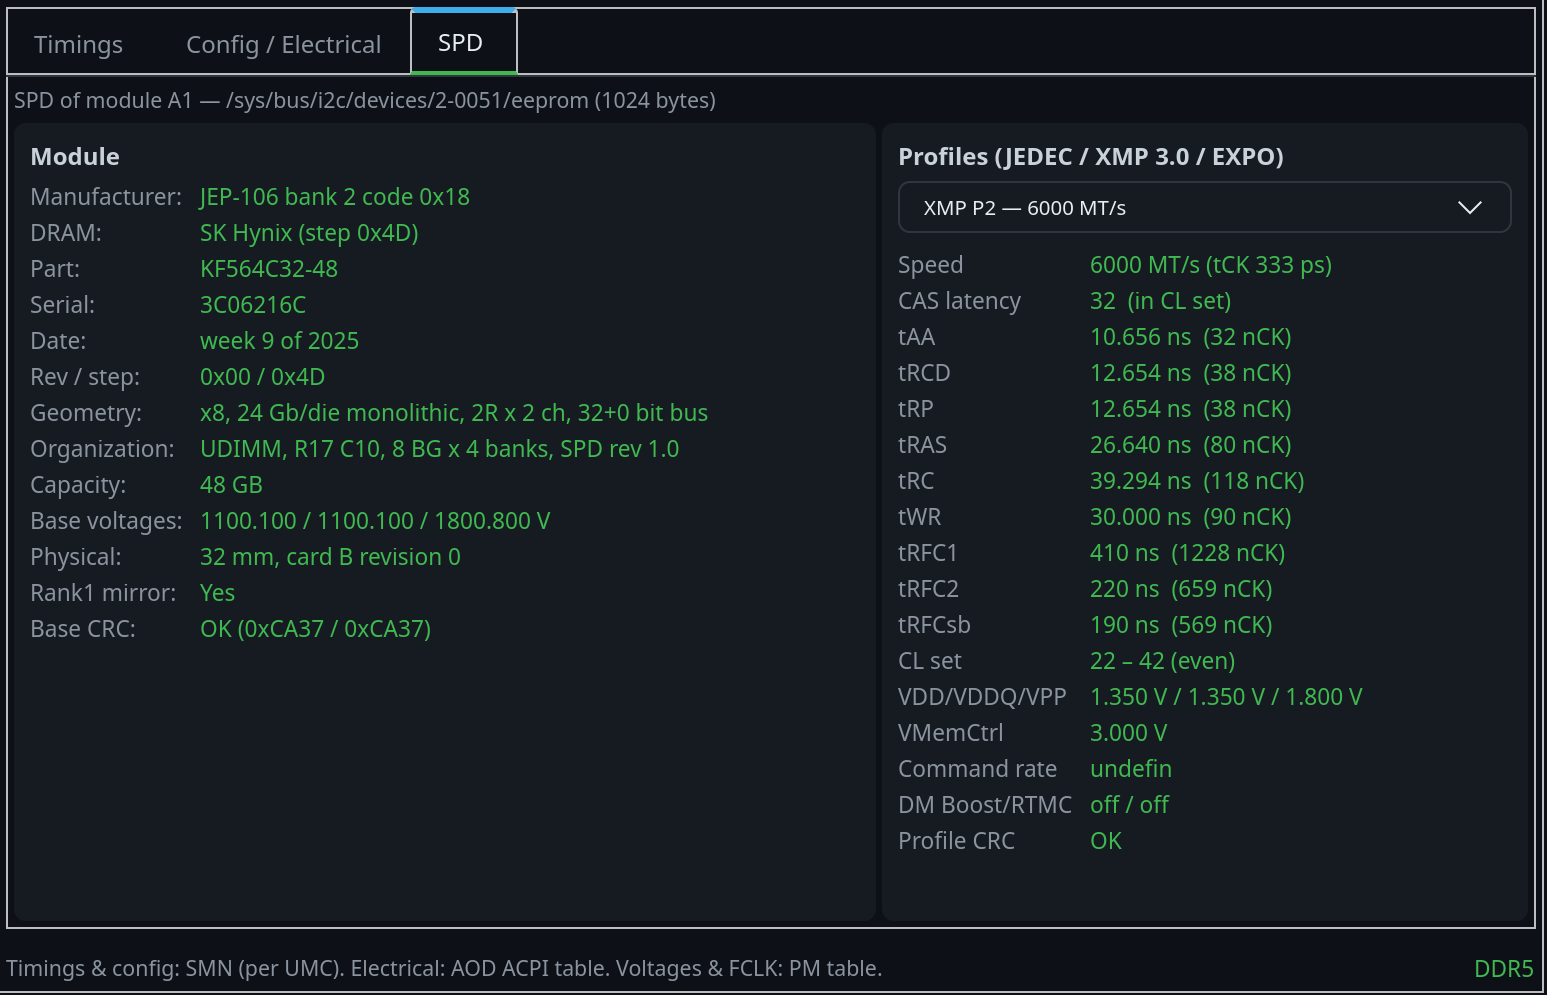 Timings Config / Electrical SPD
SPD of module A1 — /sys/bus/i2c/devices/2-0051/eeprom (1024 bytes)
Module
Manufacturer: JEP-106 bank 2 code 0x18
DRAM: SK Hynix (step 0x4D)
Part: KF564C32-48
Serial: 3C06216C
Date: week 9 of 2025
Rev / step: 0x00 / 0x4D
Geometry: x8, 24 Gb/die monolithic, 2R x 2 ch, 32+0 bit bus
Organization: UDIMM, R17 C10, 8 BG x 4 banks, SPD rev 1.0
Capacity: 48 GB
Base voltages: 1100.100 / 1100.100 / 1800.800 V
Physical: 32 mm, card B revision 0
Rank1 mirror: Yes
Base CRC: OK (0xCA37 / 0xCA37)
Profiles (JEDEC / XMP 3.0 / EXPO)
XMP P2 — 6000 MT/s
Speed 6000 MT/s (tCK 333 ps)
CAS latency 32 (in CL set)
tAA 10.656 ns (32 nCK)
tRCD 12.654 ns (38 nCK)
tRP 12.654 ns (38 nCK)
tRAS 26.640 ns (80 nCK)
tRC 39.294 ns (118 nCK)
tWR 30.000 ns (90 nCK)
tRFC1 410 ns (1228 nCK)
tRFC2 220 ns (659 nCK)
tRFCsb 190 ns (569 nCK)
CL set 22 – 42 (even)
VDD/VDDQ/VPP 1.350 V / 1.350 V / 1.800 V
VMemCtrl 3.000 V
Command rate undefin
DM Boost/RTMC off / off
Profile CRC OK
Timings & config: SMN (per UMC). Electrical: AOD ACPI table. Voltages & FCLK: PM table. DDR5